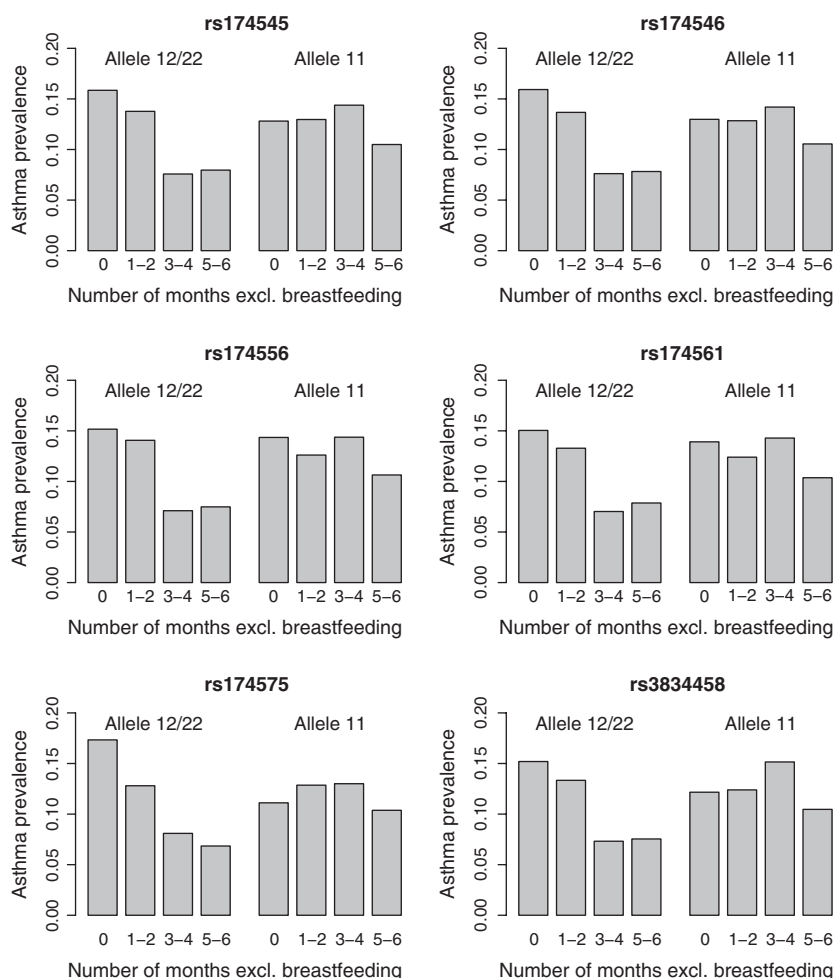 rs174545
Asthma prevalence
0.00 0.05 0.10 0.15 0.20
Allele 12/22 Allele 11
0 1–2 3–4 5–6 0 1–2 3–4 5–6
Number of months excl. breastfeeding
rs174546
Asthma prevalence
0.00 0.05 0.10 0.15 0.20
Allele 12/22 Allele 11
0 1–2 3–4 5–6 0 1–2 3–4 5–6
Number of months excl. breastfeeding
rs174556
Asthma prevalence
0.00 0.05 0.10 0.15 0.20
Allele 12/22 Allele 11
0 1–2 3–4 5–6 0 1–2 3–4 5–6
Number of months excl. breastfeeding
rs174561
Asthma prevalence
0.00 0.05 0.10 0.15 0.20
Allele 12/22 Allele 11
0 1–2 3–4 5–6 0 1–2 3–4 5–6
Number of months excl. breastfeeding
rs174575
Asthma prevalence
0.00 0.05 0.10 0.15 0.20
Allele 12/22 Allele 11
0 1–2 3–4 5–6 0 1–2 3–4 5–6
Number of months excl. breastfeeding
rs3834458
Asthma prevalence
0.00 0.05 0.10 0.15 0.20
Allele 12/22 Allele 11
0 1–2 3–4 5–6 0 1–2 3–4 5–6
Number of months excl. breastfeeding